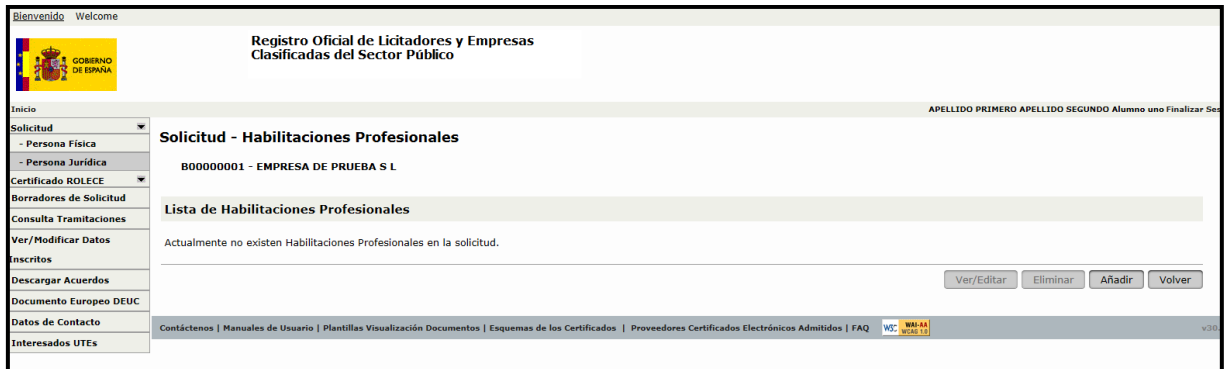 Bienvenido Welcome
GOBIERNO
DE ESPAÑA
Registro Oficial de Licitadores y Empresas
Clasificadas del Sector Público
Inicio
APELLIDO PRIMERO APELLIDO SEGUNDO Alumno uno Finalizar Ses
Solicitud
- Persona Física
- Persona Jurídica
Certificado ROLECE
Borradores de Solicitud
Consulta Tramitaciones
Ver/Modificar Datos
Inscritos
Descargar Acuerdos
Documento Europeo DEUC
Datos de Contacto
Interesados UTEs
Solicitud - Habilitaciones Profesionales
B00000001 - EMPRESA DE PRUEBA S L
Lista de Habilitaciones Profesionales
Actualmente no existen Habilitaciones Profesionales en la solicitud.
Ver/Editar Eliminar Añadir Volver
Contáctenos | Manuales de Usuario | Plantillas Visualización Documentos | Esquemas de los Certificados | Proveedores Certificados Electrónicos Admitidos | FAQ W3C WAI-AA WCAG 1.0 v30.